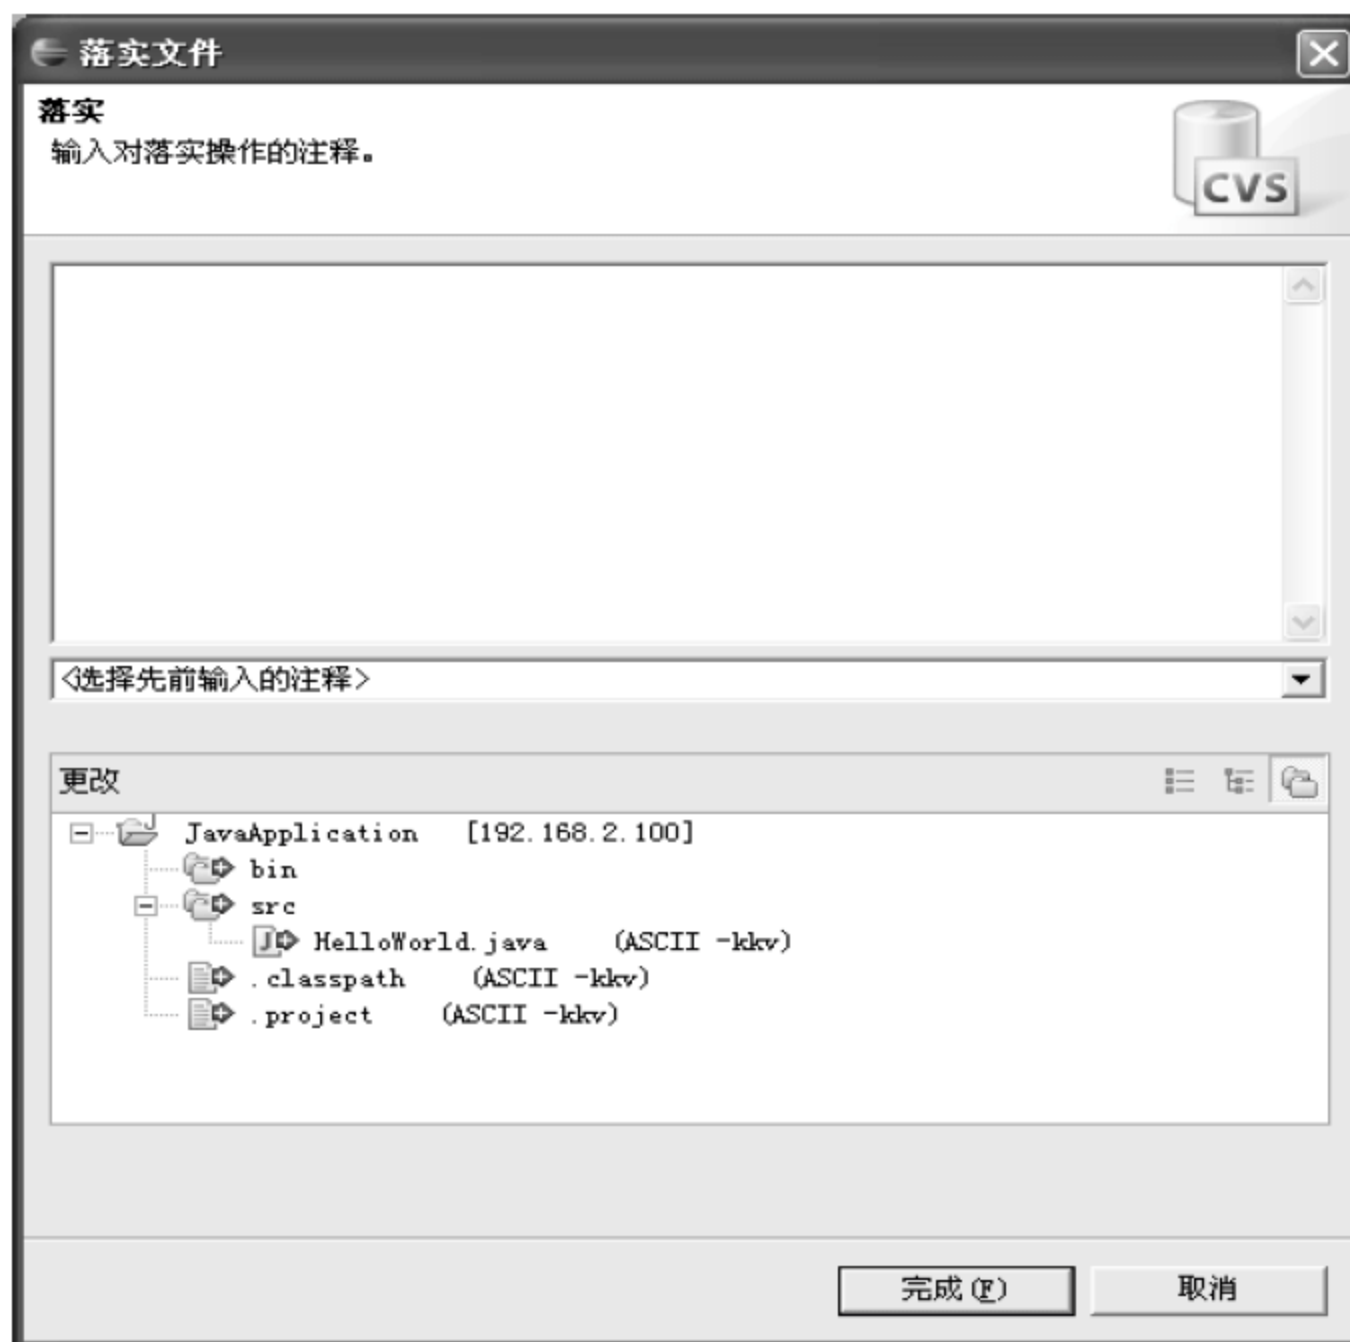 落实文件
落实
输入对落实操作的注释。
CVS
<选择先前输入的注释>
更改
JavaApplication [192.168.2.100]
bin
src
HelloWorld.java (ASCII -kkv)
.classpath (ASCII -kkv)
.project (ASCII -kkv)
完成(F) 取消